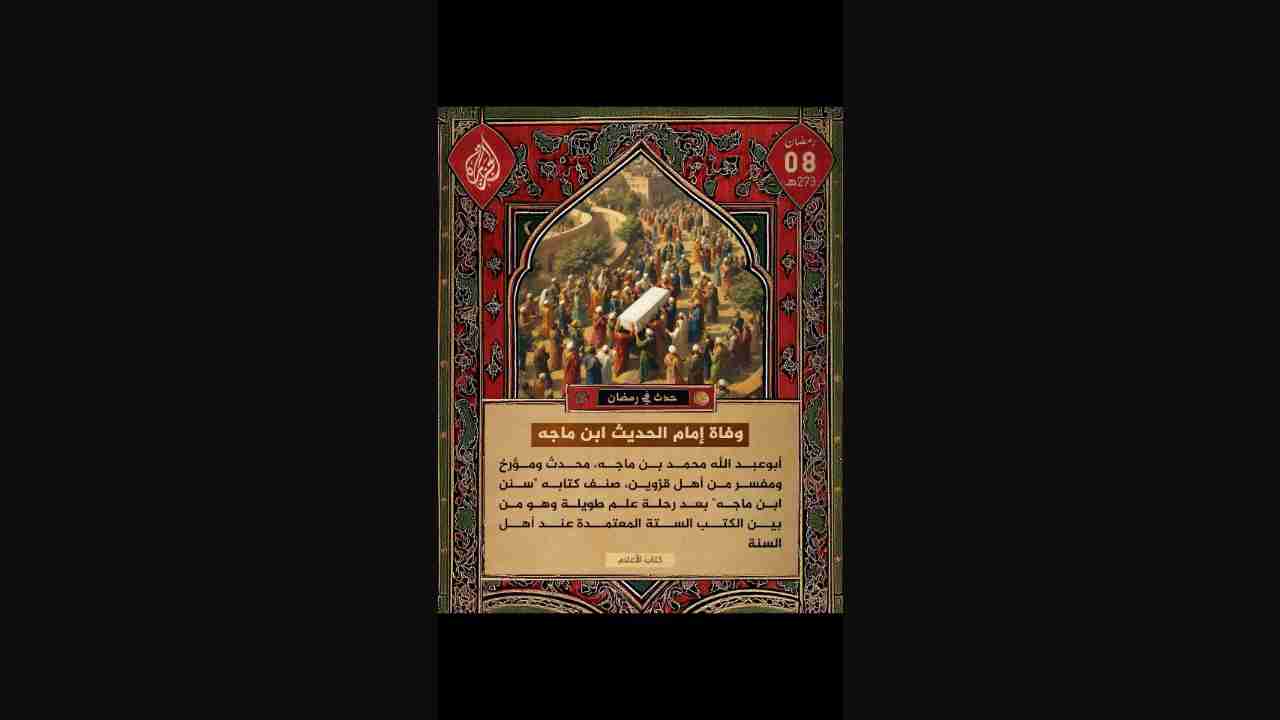 الجزيرة
رمضان
08
273هـ
حدث في رمضان
وفاة إمام الحديث ابن ماجه
أبوعبد الله محمد بن ماجه، محدث ومؤرخ
ومفسر من أهل قزوين، صنف كتابه "سنن
ابن ماجه" بعد رحلة علم طويلة وهو من
بين الكتب الستة المعتمدة عند أهل
السنة
كتاب الأعلام